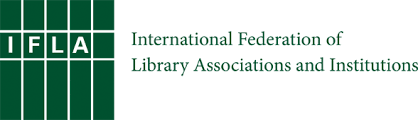 IFLA
International Federation of
Library Associations and Institutions